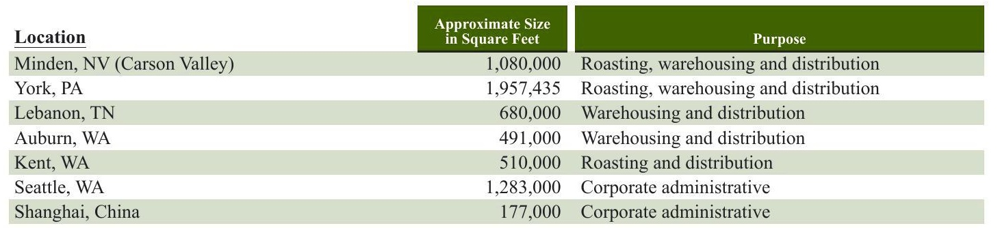 Location Approximate Size in Square Feet Purpose
Minden, NV (Carson Valley) 1,080,000 Roasting, warehousing and distribution
York, PA 1,957,435 Roasting, warehousing and distribution
Lebanon, TN 680,000 Warehousing and distribution
Auburn, WA 491,000 Warehousing and distribution
Kent, WA 510,000 Roasting and distribution
Seattle, WA 1,283,000 Corporate administrative
Shanghai, China 177,000 Corporate administrative